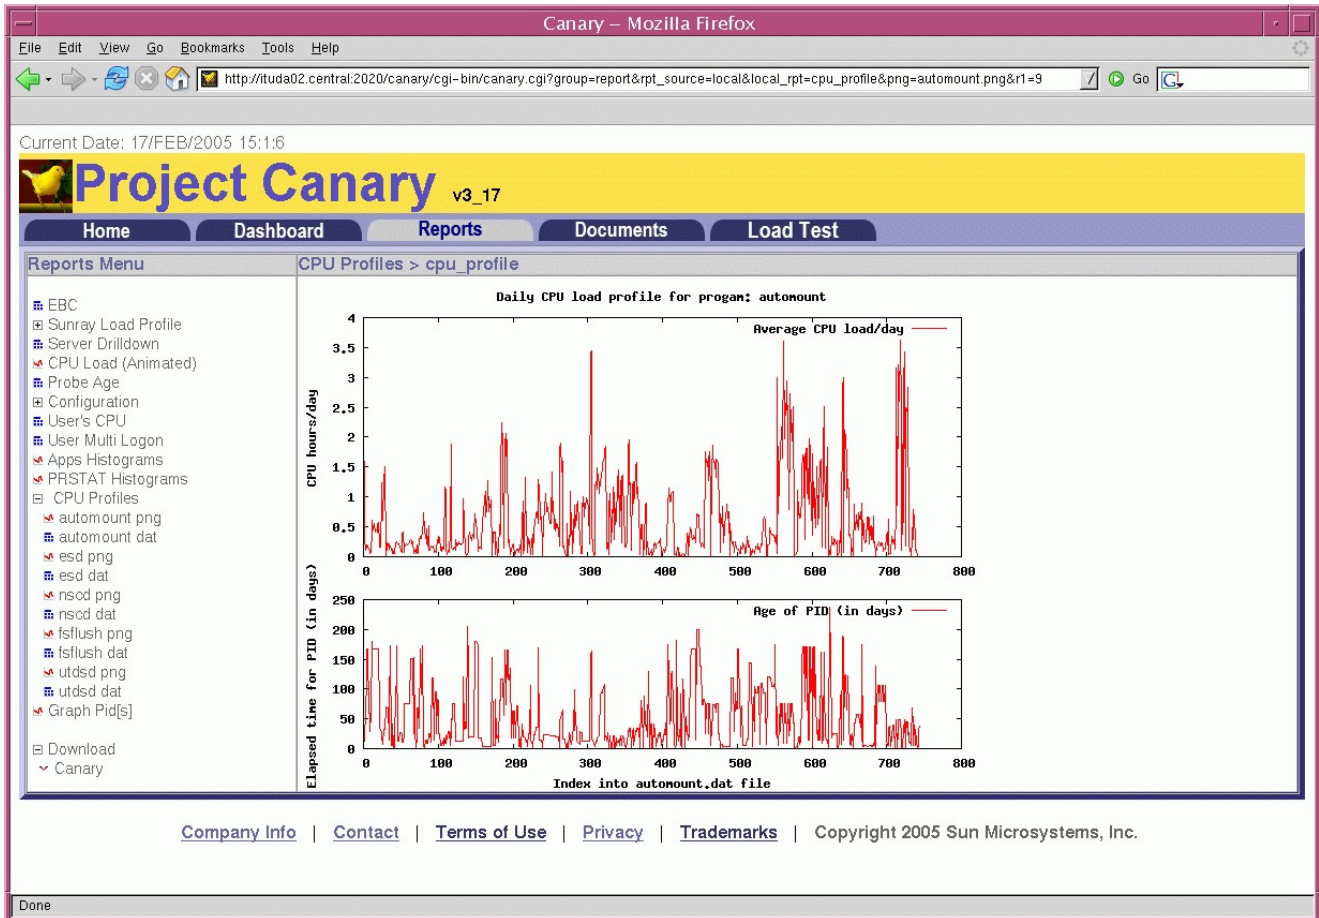 Canary – Mozilla Firefox
File Edit View Go Bookmarks Tools Help
http://ituda02.central:2020/canary/cgi-bin/canary.cgi?group=report&rpt_source=local&local_rpt=cpu_profile&png=automount.png&r1=9 Go G
Current Date: 17/FEB/2005 15:1:6
Project Canary v3_17
Home Dashboard Reports Documents Load Test
Reports Menu
EBC
Sunray Load Profile
Server Drilldown
CPU Load (Animated)
Probe Age
Configuration
User's CPU
User Multi Logon
Apps Histograms
PRSTAT Histograms
CPU Profiles
automount png
automount dat
esd png
esd dat
nscd png
nscd dat
fsflush png
fsflush dat
utdsd png
utdsd dat
Graph Pid[s]
Download
Canary
CPU Profiles > cpu_profile
Daily CPU load profile for progam: automount
Average CPU load/day
CPU hours/day
4
3.5
3
2.5
2
1.5
1
0.5
0
0 100 200 300 400 500 600 700 800
Age of PID (in days)
Elapsed time for PID (in days)
250
200
150
100
50
0
0 100 200 300 400 500 600 700 800
Index into automount.dat file
Company Info | Contact | Terms of Use | Privacy | Trademarks | Copyright 2005 Sun Microsystems, Inc.
Done